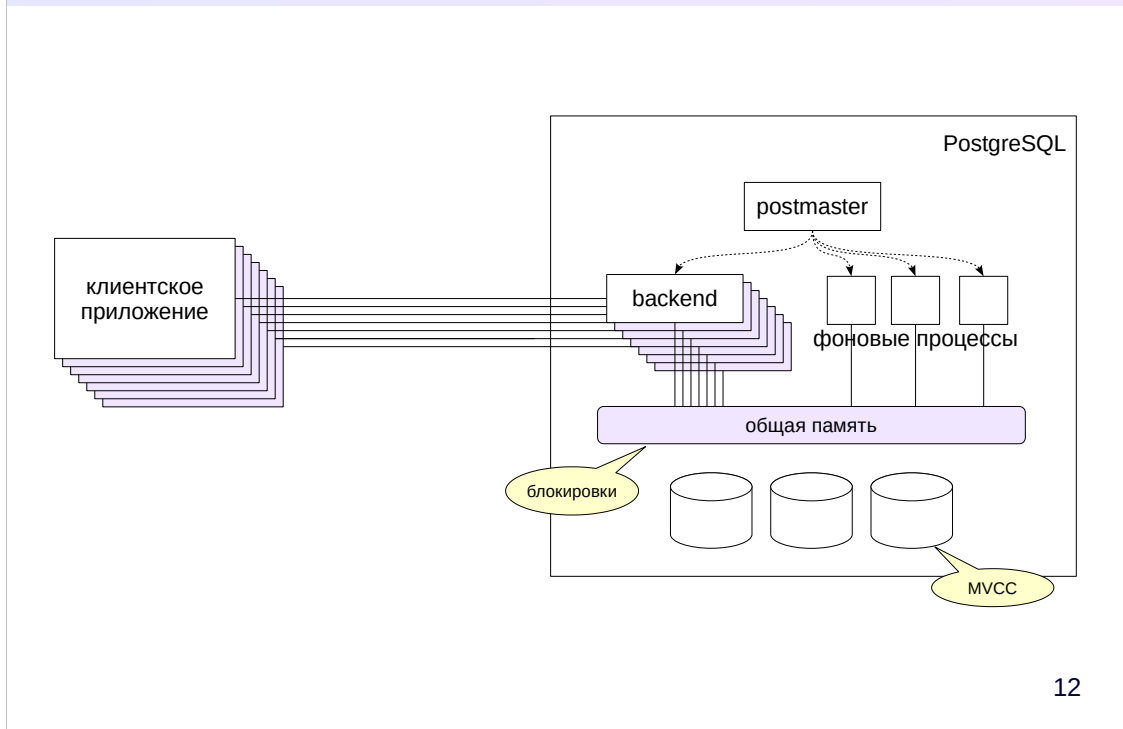 PostgreSQL
postmaster
клиентское
приложение
backend
фоновые процессы
общая память
блокировки
MVCC
12